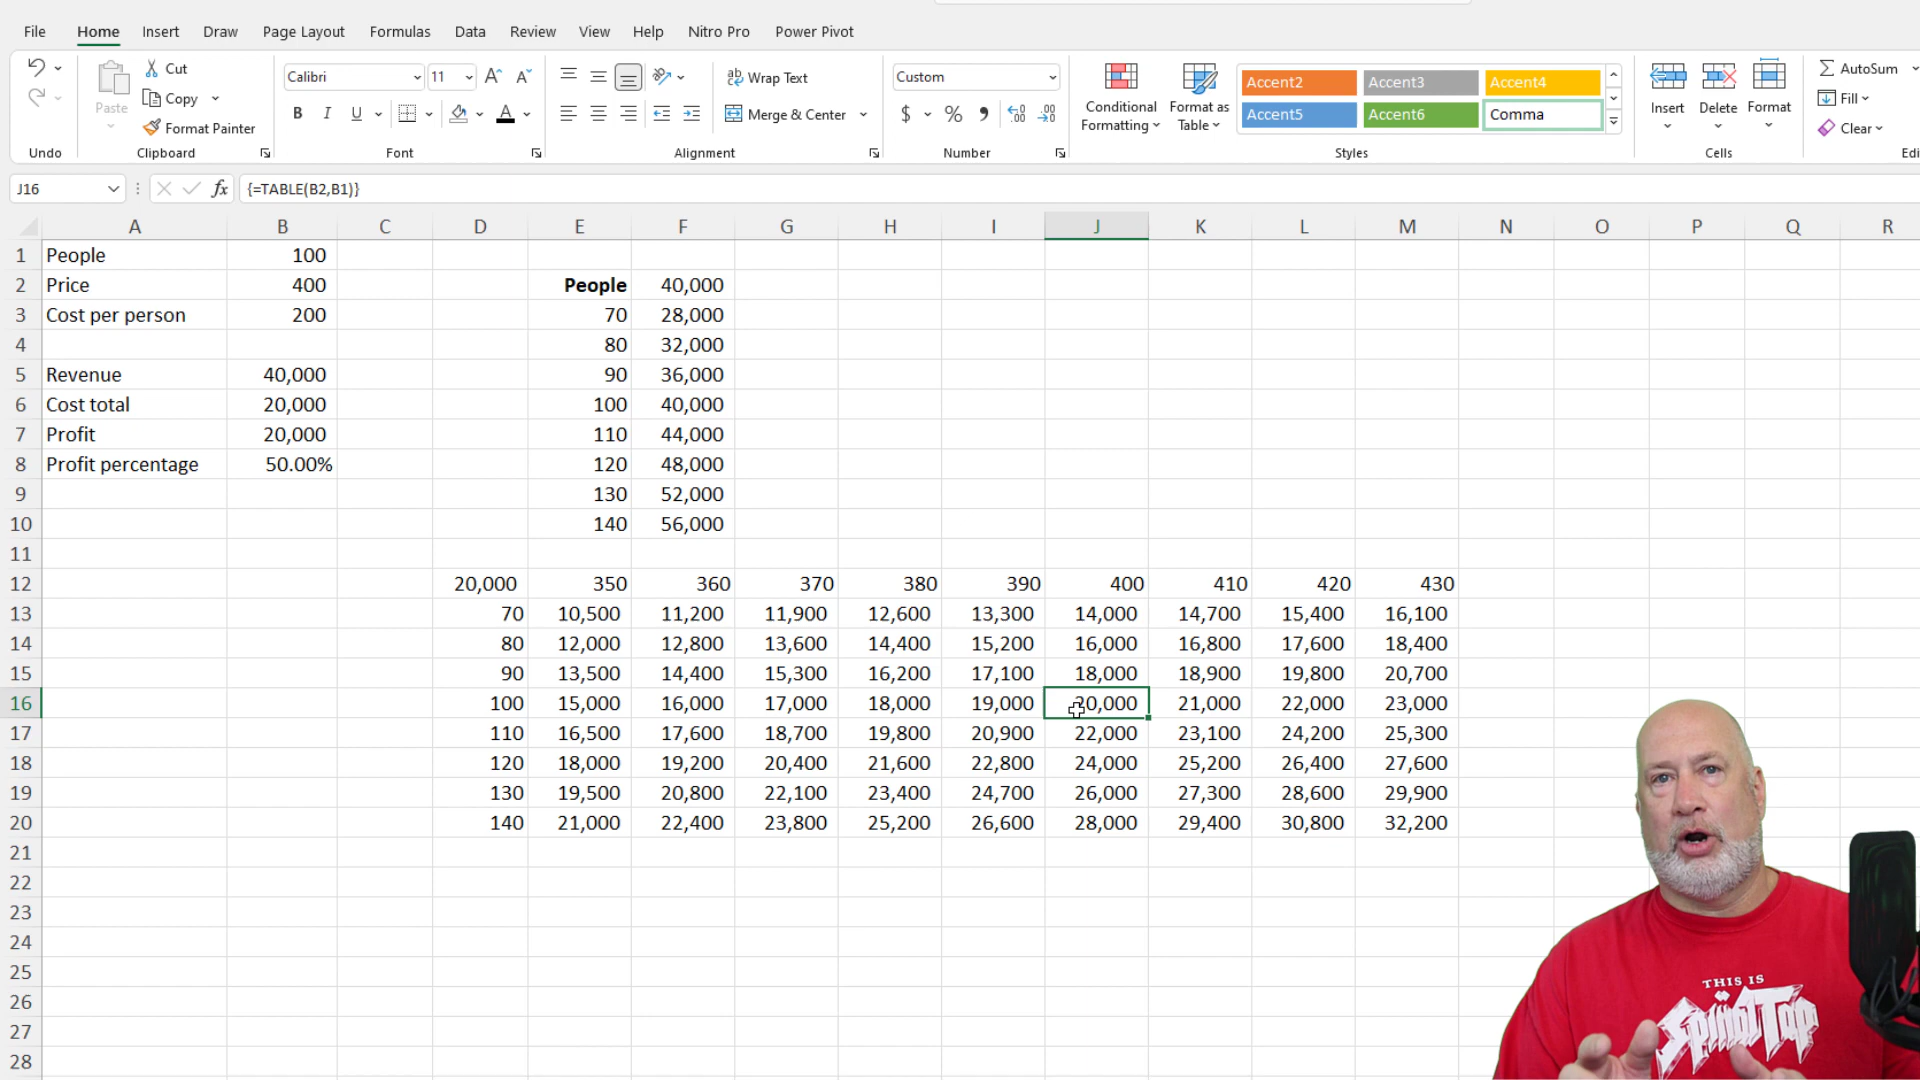 File Home Insert Draw Page Layout Formulas Data Review View Help Nitro Pro Power Pivot
Undo
Paste
Cut
Copy
Format Painter
Clipboard
Calibri 11
B I U
Font
Wrap Text
Merge & Center
Alignment
Custom
$ % 
Number
Conditional Formatting
Format as Table
Accent2 Accent3 Accent4
Accent5 Accent6 Comma
Styles
Insert Delete Format
Cells
AutoSum
Fill
Clear
Edi
J16 fx {=TABLE(B2,B1)}
A B C D E F G H I J K L M N O P Q R
1 People 100
2 Price 400 People 40,000
3 Cost per person 200 70 28,000
4 80 32,000
5 Revenue 40,000 90 36,000
6 Cost total 20,000 100 40,000
7 Profit 20,000 110 44,000
8 Profit percentage 50.00% 120 48,000
9 130 52,000
10 140 56,000
11
12 20,000 350 360 370 380 390 400 410 420 430
13 70 10,500 11,200 11,900 12,600 13,300 14,000 14,700 15,400 16,100
14 80 12,000 12,800 13,600 14,400 15,200 16,000 16,800 17,600 18,400
15 90 13,500 14,400 15,300 16,200 17,100 18,000 18,900 19,800 20,700
16 100 15,000 16,000 17,000 18,000 19,000 20,000 21,000 22,000 23,000
17 110 16,500 17,600 18,700 19,800 20,900 22,000 23,100 24,200 25,300
18 120 18,000 19,200 20,400 21,600 22,800 24,000 25,200 26,400 27,600
19 130 19,500 20,800 22,100 23,400 24,700 26,000 27,300 28,600 29,900
20 140 21,000 22,400 23,800 25,200 26,600 28,000 29,400 30,800 32,200
21
22
23
24
25
26
27
28
THIS IS
Spın̈al Tap